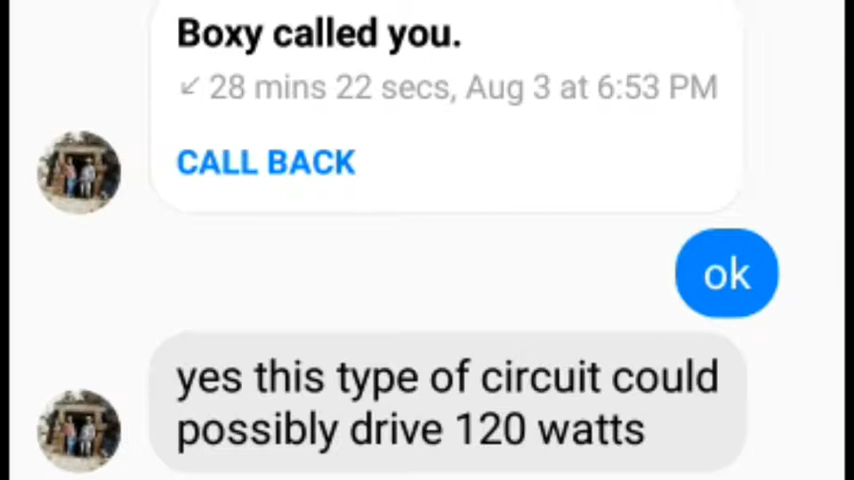 Boxy called you.
28 mins 22 secs, Aug 3 at 6:53 PM
CALL BACK
ok
yes this type of circuit could
possibly drive 120 watts